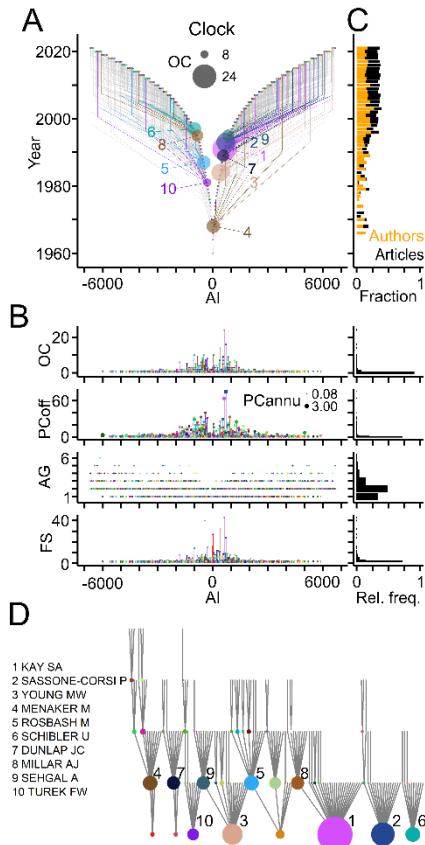 A
Clock
C
OC
8
24
2020
2000
1980
1960
Year
6
8
5
10
2
9
1
7
3
4
-6000
0
6000
AI
Authors
Articles
0
1
Fraction
B
OC
20
0
PCoff
60
0
PCannu
0.08
3.00
AG
6
4
1
FS
40
0
-6000
0
6000
AI
0
1
Rel. freq.
D
1 KAY SA
2 SASSONE-CORSI P
3 YOUNG MW
4 MENAKER M
5 ROSBASH M
6 SCHIBLER U
7 DUNLAP JC
8 MILLAR AJ
9 SEHGAL A
10 TUREK FW
4
7
9
5
8
10
3
1
2
6